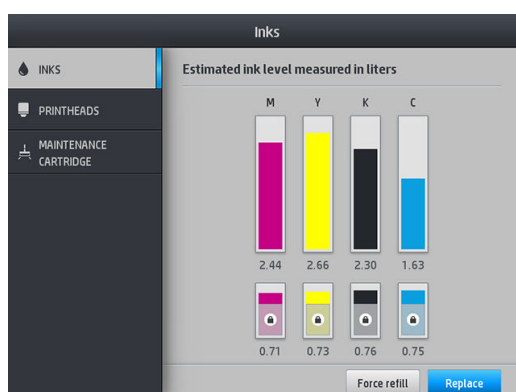 Inks
INKS
PRINTHEADS
MAINTENANCE
CARTRIDGE
Estimated ink level measured in liters
M Y K C
2.44 2.66 2.30 1.63
0.71 0.73 0.76 0.75
Force refill Replace